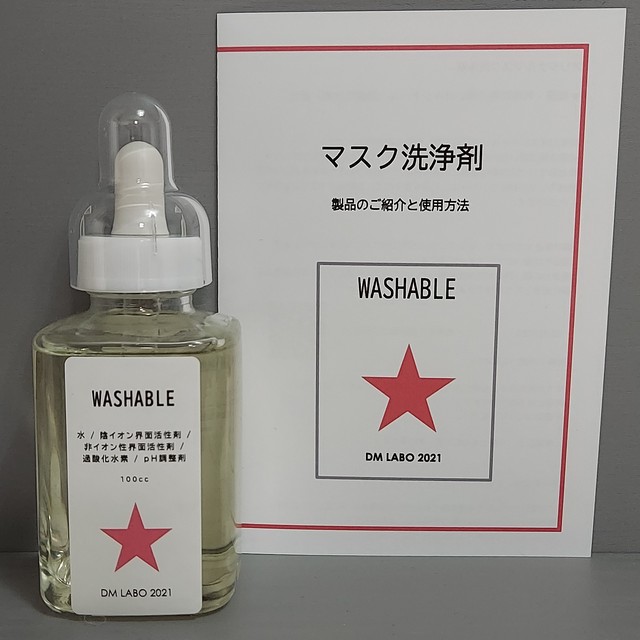 マスク洗浄剤
製品のご紹介と使用方法
WASHABLE
DM LABO 2021
WASHABLE
水 / 陰イオン界面活性剤 /
非イオン性界面活性剤 /
過酸化水素 / pH調整剤
100cc
DM LABO 2021